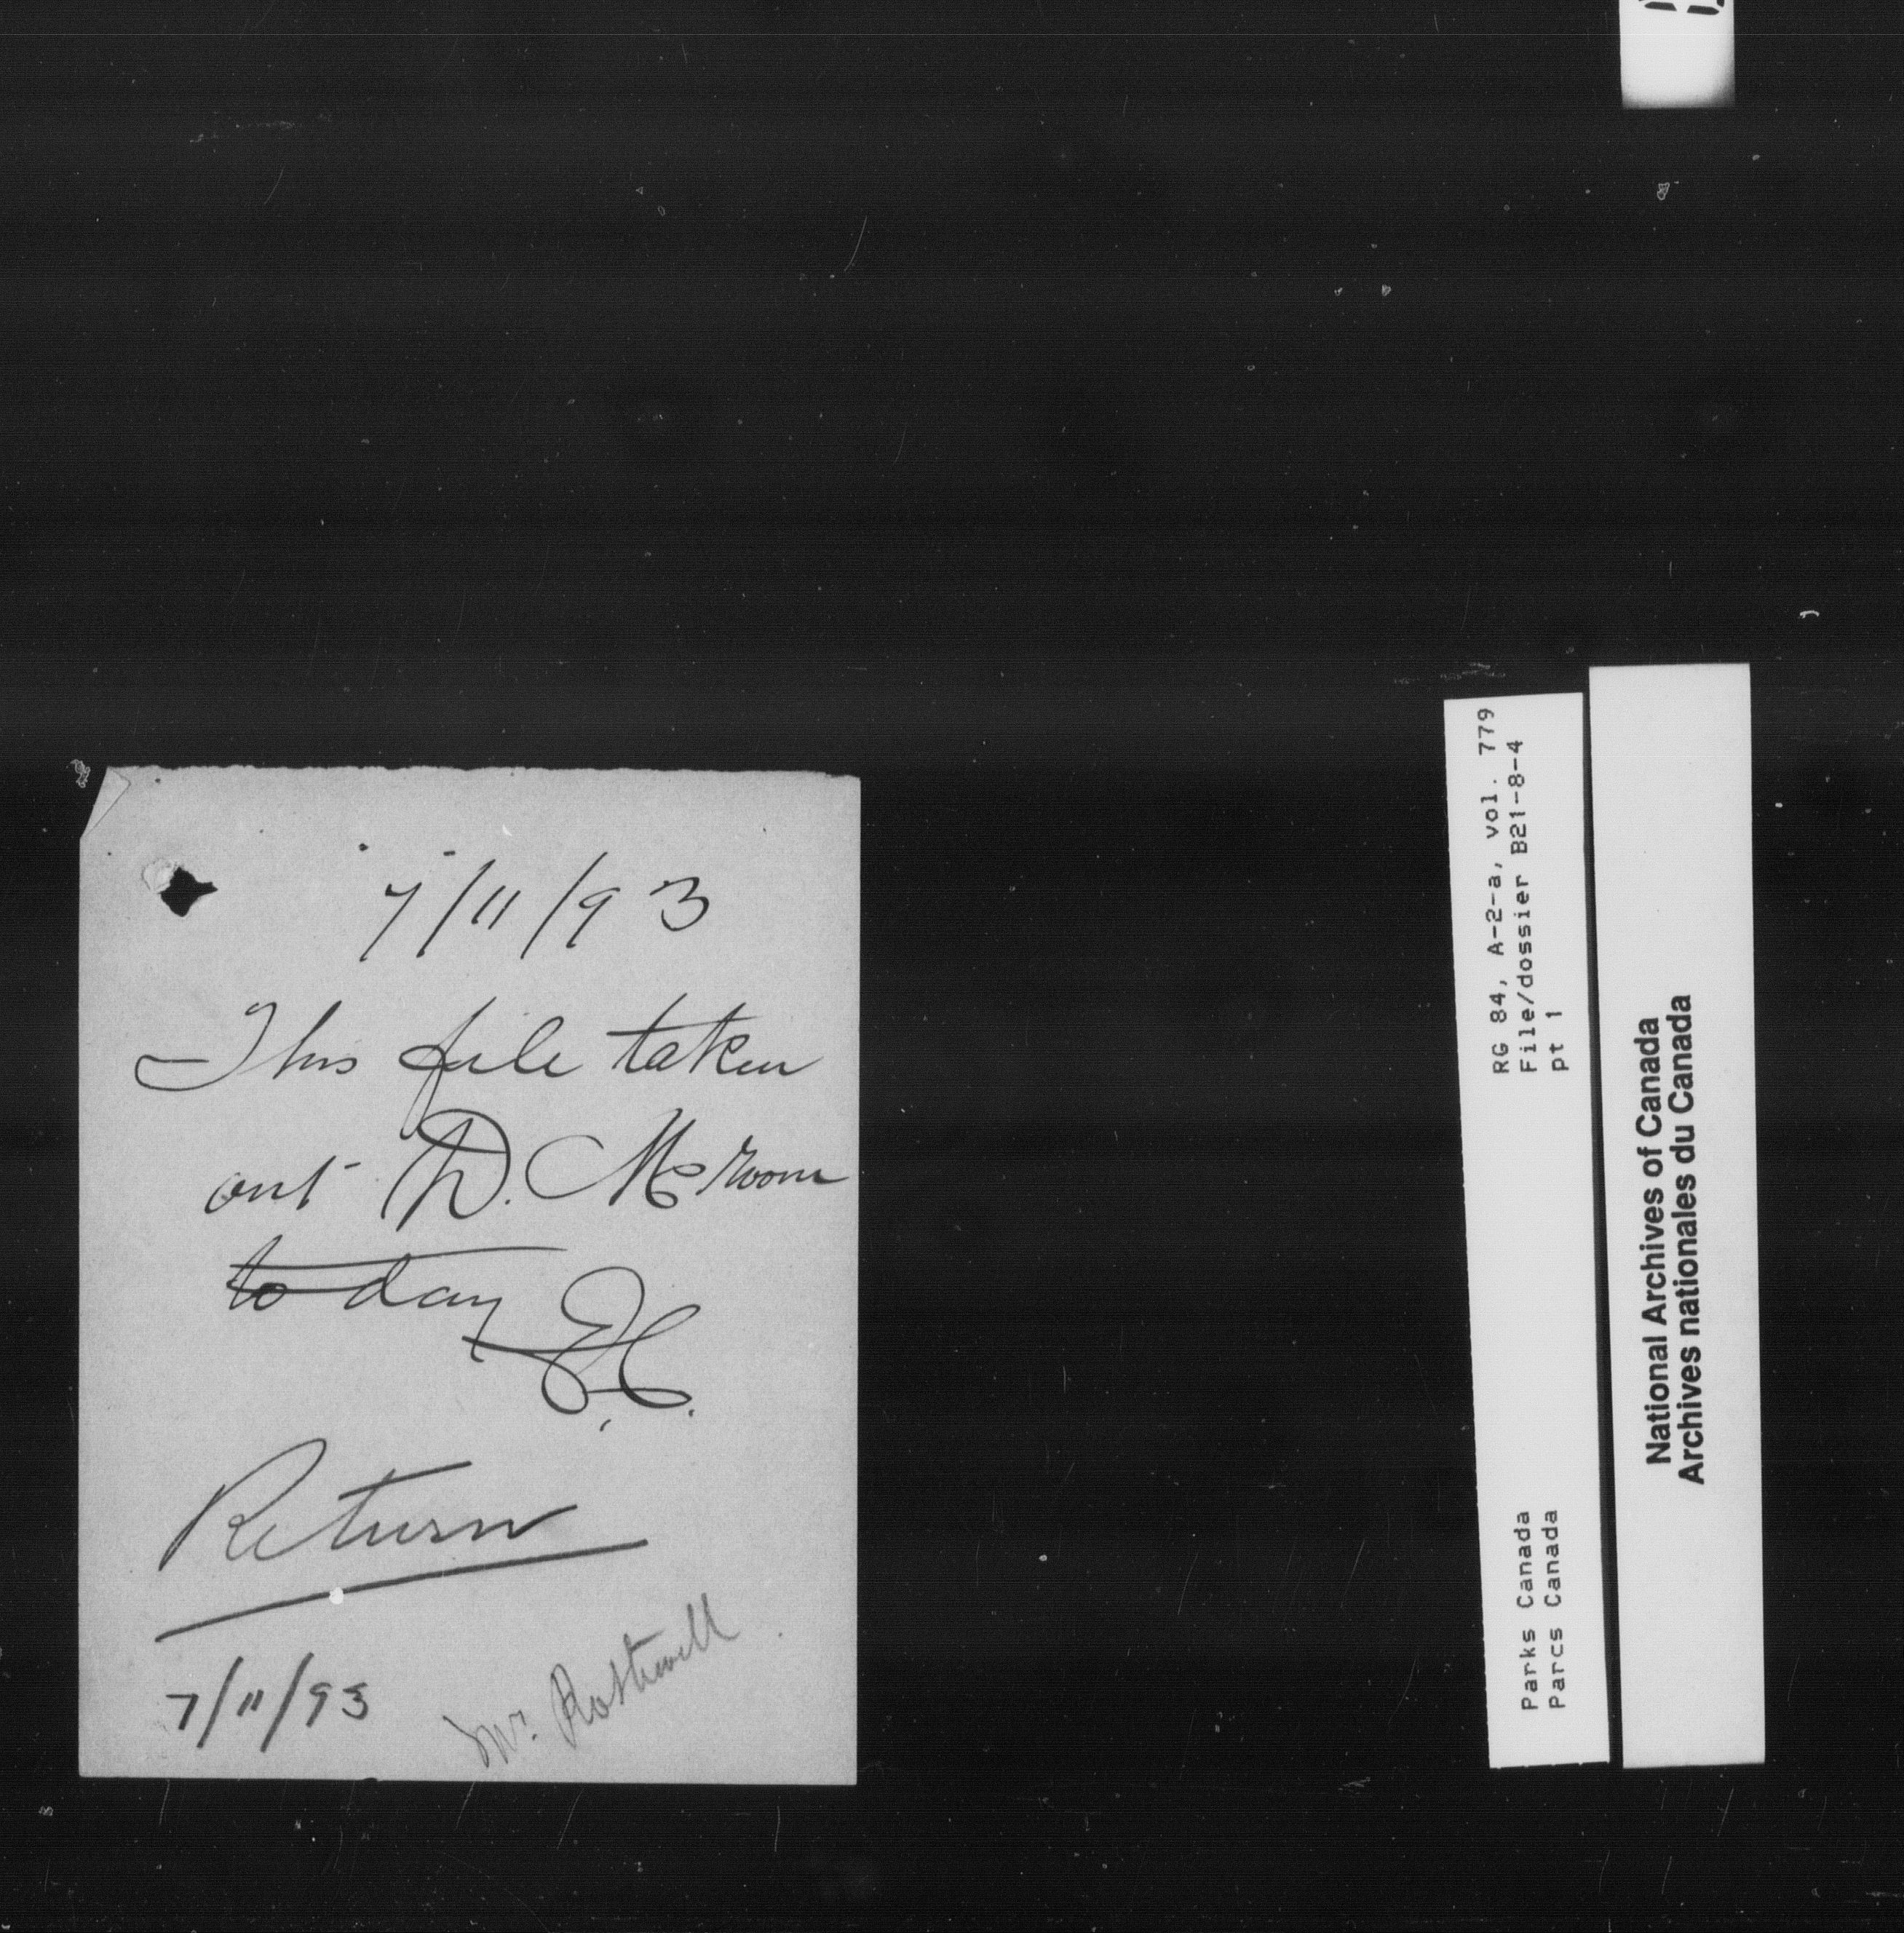 7/11/93
This file taken
out D. Ms room
to day
E.C.
Return
7/11/93
Mr. Rothwell
RG 84, A-2-a, vol. 779
File/dossier B21-8-4
pt 1
Parks Canada
Parcs Canada
National Archives of Canada
Archives nationales du Canada